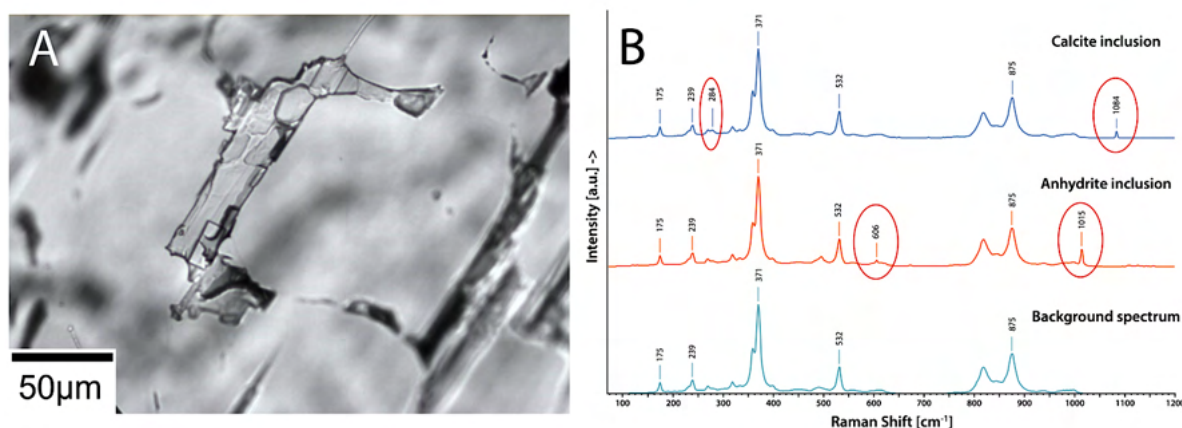 A
50µm
B
Intensity [a.u.] ->
Calcite inclusion
175
239
284
371
532
875
1084
Anhydrite inclusion
175
239
371
532
606
875
1015
Background spectrum
175
239
371
532
875
100 200 300 400 500 600 700 800 900 1000 1100 1200
Raman Shift [cm⁻¹]